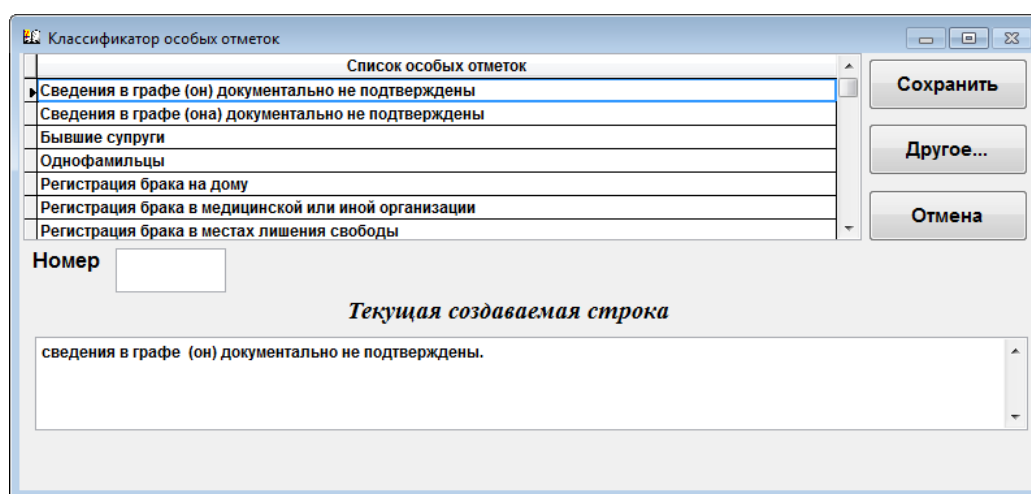 Классификатор особых отметок
Список особых отметок
Сведения в графе (он) документально не подтверждены
Сведения в графе (она) документально не подтверждены
Бывшие супруги
Однофамильцы
Регистрация брака на дому
Регистрация брака в медицинской или иной организации
Регистрация брака в местах лишения свободы
Сохранить
Другое...
Отмена
Номер
Текущая создаваемая строка
сведения в графе  (он) документально не подтверждены.